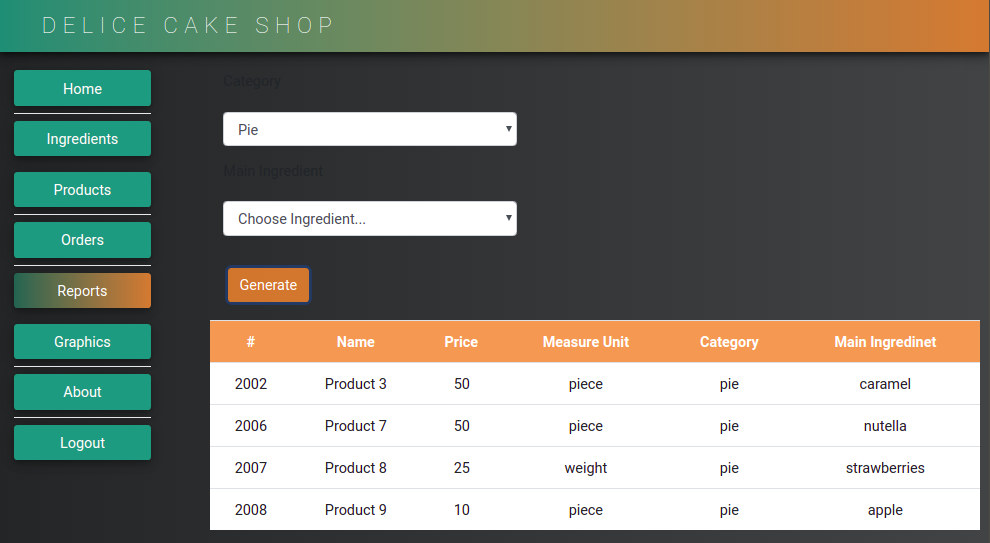 DELICE CAKE SHOP
Home
Ingredients
Products
Orders
Reports
Graphics
About
Logout
Category
Pie
Main Ingredient
Choose Ingredient...
Generate
# Name Price Measure Unit Category Main Ingredinet
2002 Product 3 50 piece pie caramel
2006 Product 7 50 piece pie nutella
2007 Product 8 25 weight pie strawberries
2008 Product 9 10 piece pie apple